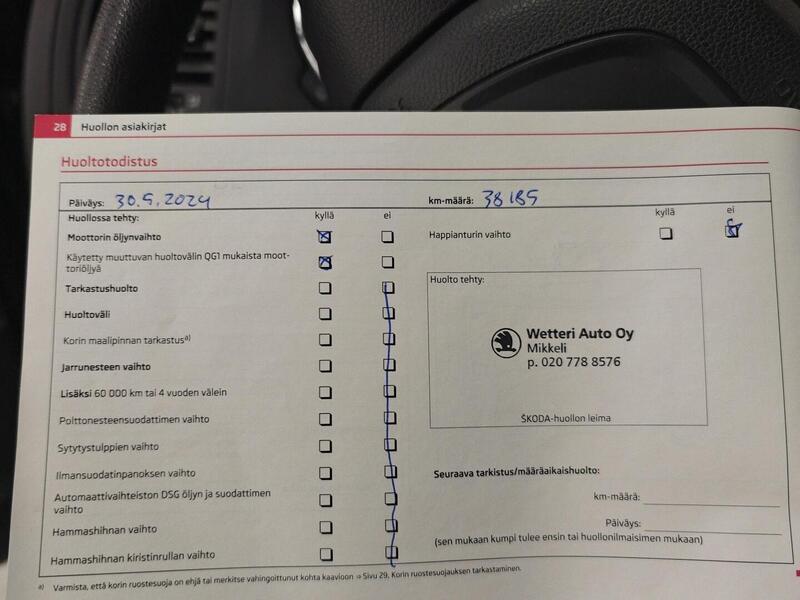 28 Huollon asiakirjat
Huoltotodistus
Päiväys: 30.5.2024
km-määrä: 38185
Huollossa tehty: kyllä ei
Moottorin öljynvaihto
Käytetty muuttuvan huoltovälin QG1 mukaista moot-
toriöljyä
Tarkastushuolto
Huoltoväli
Korin maalipinnan tarkastus a)
Jarrunesteen vaihto
Lisäksi 60 000 km tai 4 vuoden välein
Polttonesteensuodattimen vaihto
Sytytystulppien vaihto
Ilmansuodatinpanoksen vaihto
Automaattivaihteiston DSG öljyn ja suodattimen
vaihto
Hammashihnan vaihto
Hammashihnan kiristinrullan vaihto
kyllä ei
Happianturin vaihto
Huolto tehty:
Wetteri Auto Oy
Mikkeli
p. 020 778 8576
ŠKODA-huollon leima
Seuraava tarkistus/määräaikaishuolto:
km-määrä:
Päiväys:
(sen mukaan kumpi tulee ensin tai huollonilmaisimen mukaan)
a) Varmista, että korin ruostesuoja on ehjä tai merkitse vahingoittunut kohta kaavioon ⇒ Sivu 29, Korin ruostesuojauksen tarkastaminen.